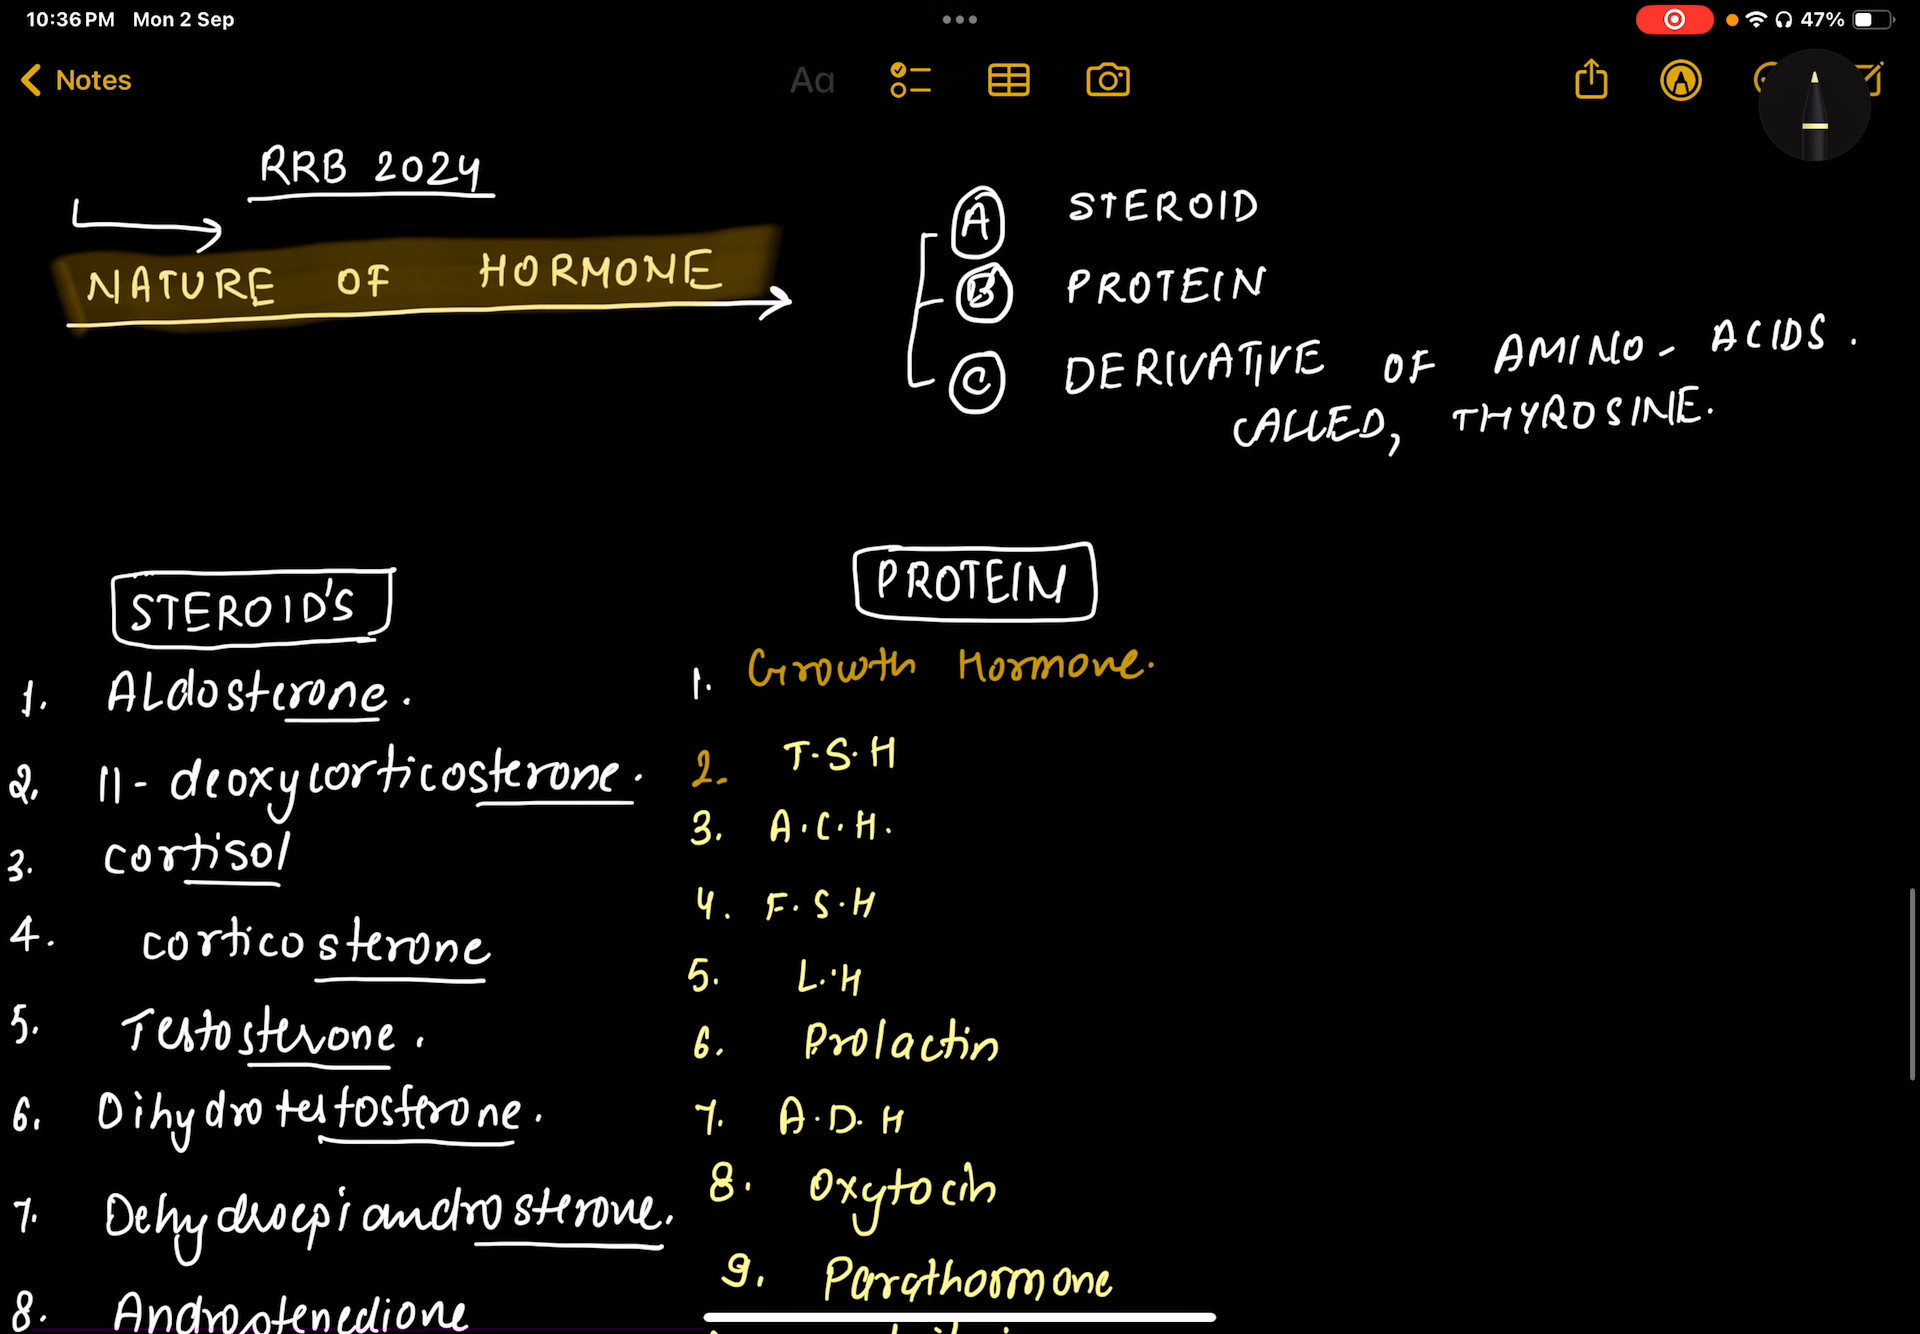 10:36 PM Mon 2 Sep
47%
Notes
Aa
RRB 2024
NATURE OF HORMONE
A STEROID
B PROTEIN
C DERIVATIVE OF AMINO-ACIDS.
CALLED, THYROSINE.
STEROID'S
1. ALdosterone.
2. 11-deoxycorticosterone.
3. cortisol
4. corticosterone
5. Testosterone.
6. Dihydrotestosterone.
7. Dehydroepiandrosterone.
8. Androstenedione
PROTEIN
1. Growth Hormone.
2. T.S.H
3. A.C.H.
4. F.S.H
5. L.H
6. Prolactin
7. A.D.H
8. Oxytocin
9. Parathormone